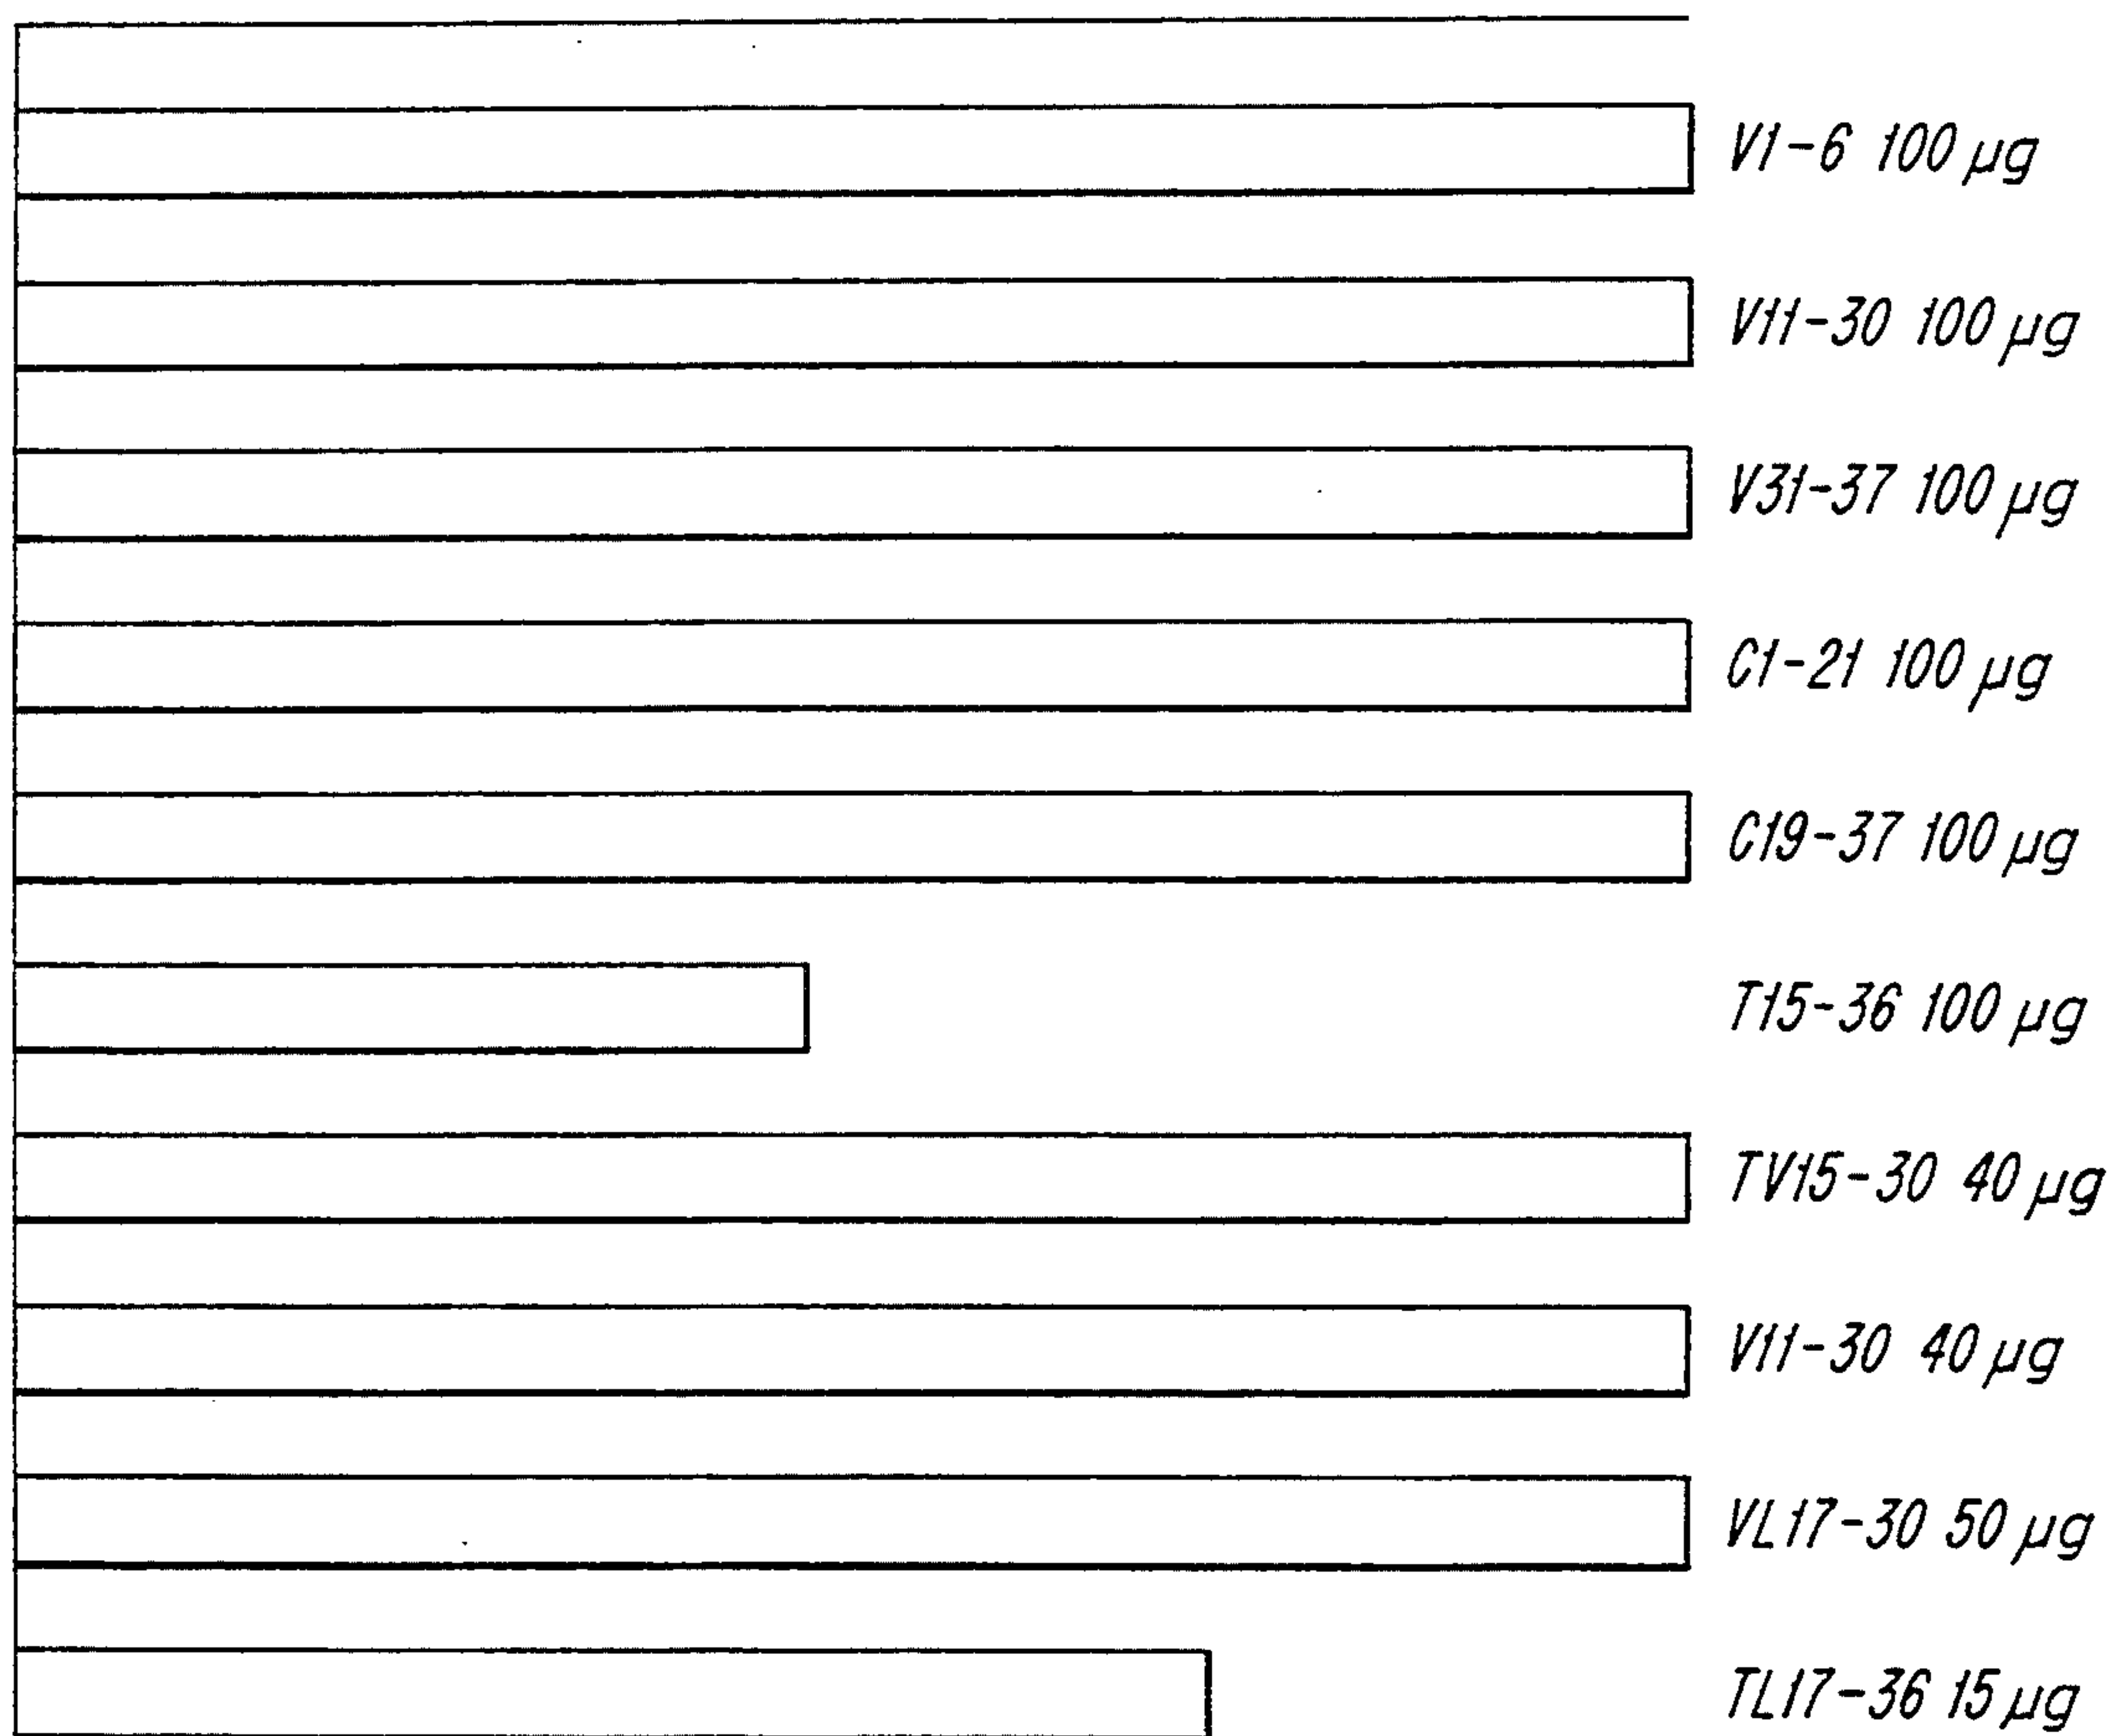 V1-6 100 µg
V11-30 100 µg
V31-37 100 µg
C1-21 100 µg
C19-37 100 µg
T15-36 100 µg
TV15-30 40 µg
V11-30 40 µg
VL17-30 50 µg
TL17-36 15 µg